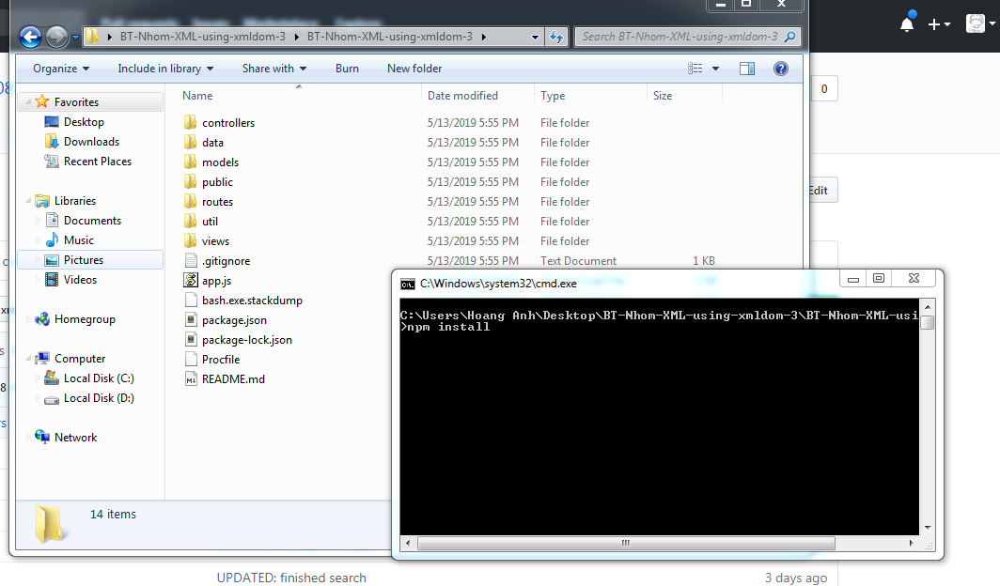 BT-Nhom-XML-using-xmldom-3 BT-Nhom-XML-using-xmldom-3
Search BT-Nhom-XML-using-xmldom-3
Organize Include in library Share with Burn New folder
Name Date modified Type Size
Favorites
Desktop
Downloads
Recent Places
Libraries
Documents
Music
Pictures
Videos
Homegroup
Computer
Local Disk (C:)
Local Disk (D:)
Network
controllers 5/13/2019 5:55 PM File folder
data 5/13/2019 5:55 PM File folder
models 5/13/2019 5:55 PM File folder
public 5/13/2019 5:55 PM File folder
routes 5/13/2019 5:55 PM File folder
util 5/13/2019 5:55 PM File folder
views 5/13/2019 5:55 PM File folder
.gitignore 5/13/2019 5:55 PM Text Document 1 KB
app.js
bash.exe.stackdump
package.json
package-lock.json
Procfile
README.md
14 items
C:\Windows\system32\cmd.exe
C:\Users\Hoang Anh\Desktop\BT-Nhom-XML-using-xmldom-3\BT-Nhom-XML-usi
>npm install
0
Edit
UPDATED: finished search 3 days ago